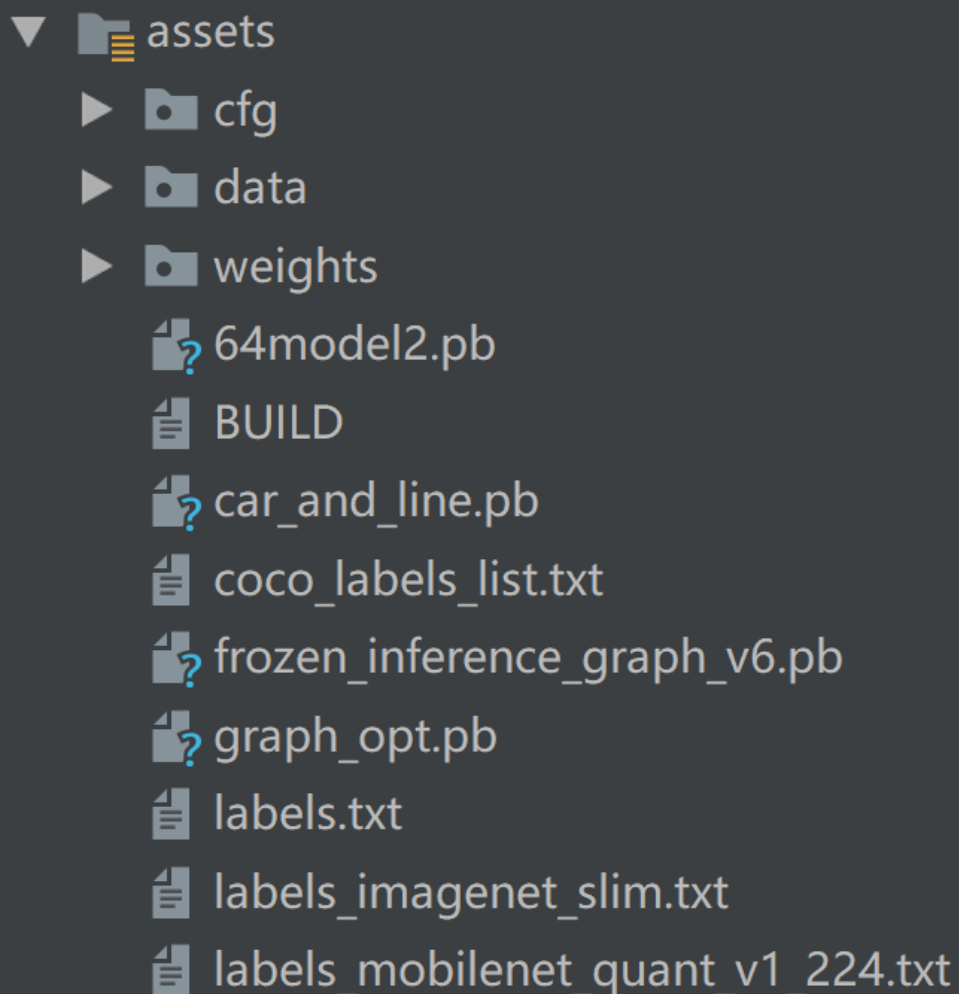 assets
cfg
data
weights
64model2.pb
BUILD
car_and_line.pb
coco_labels_list.txt
frozen_inference_graph_v6.pb
graph_opt.pb
labels.txt
labels_imagenet_slim.txt
labels_mobilenet_quant_v1_224.txt